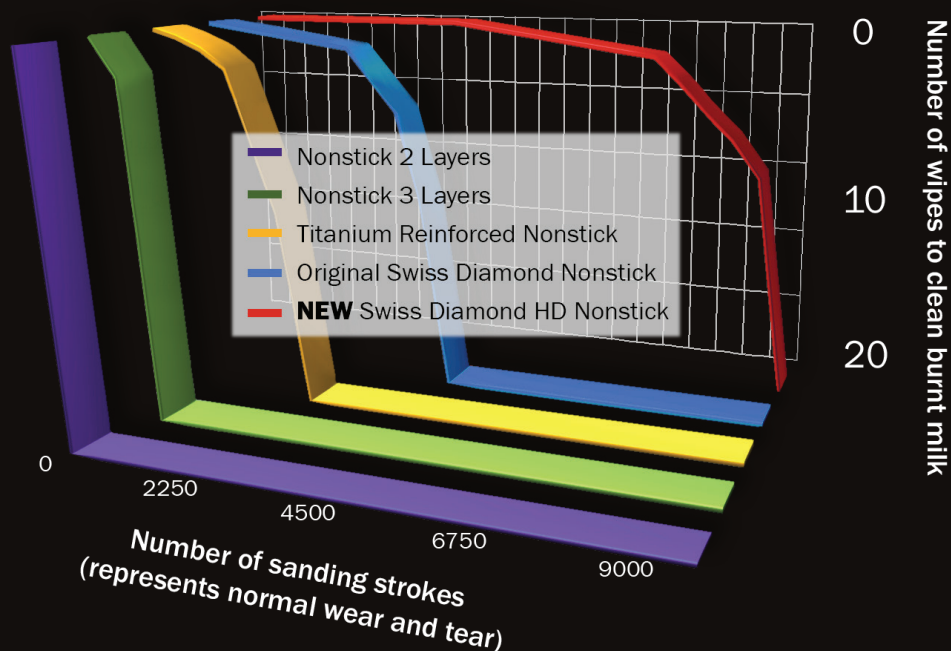 0
10
20
Number of wipes to clean burnt milk
Nonstick 2 Layers
Nonstick 3 Layers
Titanium Reinforced Nonstick
Original Swiss Diamond Nonstick
NEW Swiss Diamond HD Nonstick
0
2250
4500
6750
9000
Number of sanding strokes
(represents normal wear and tear)